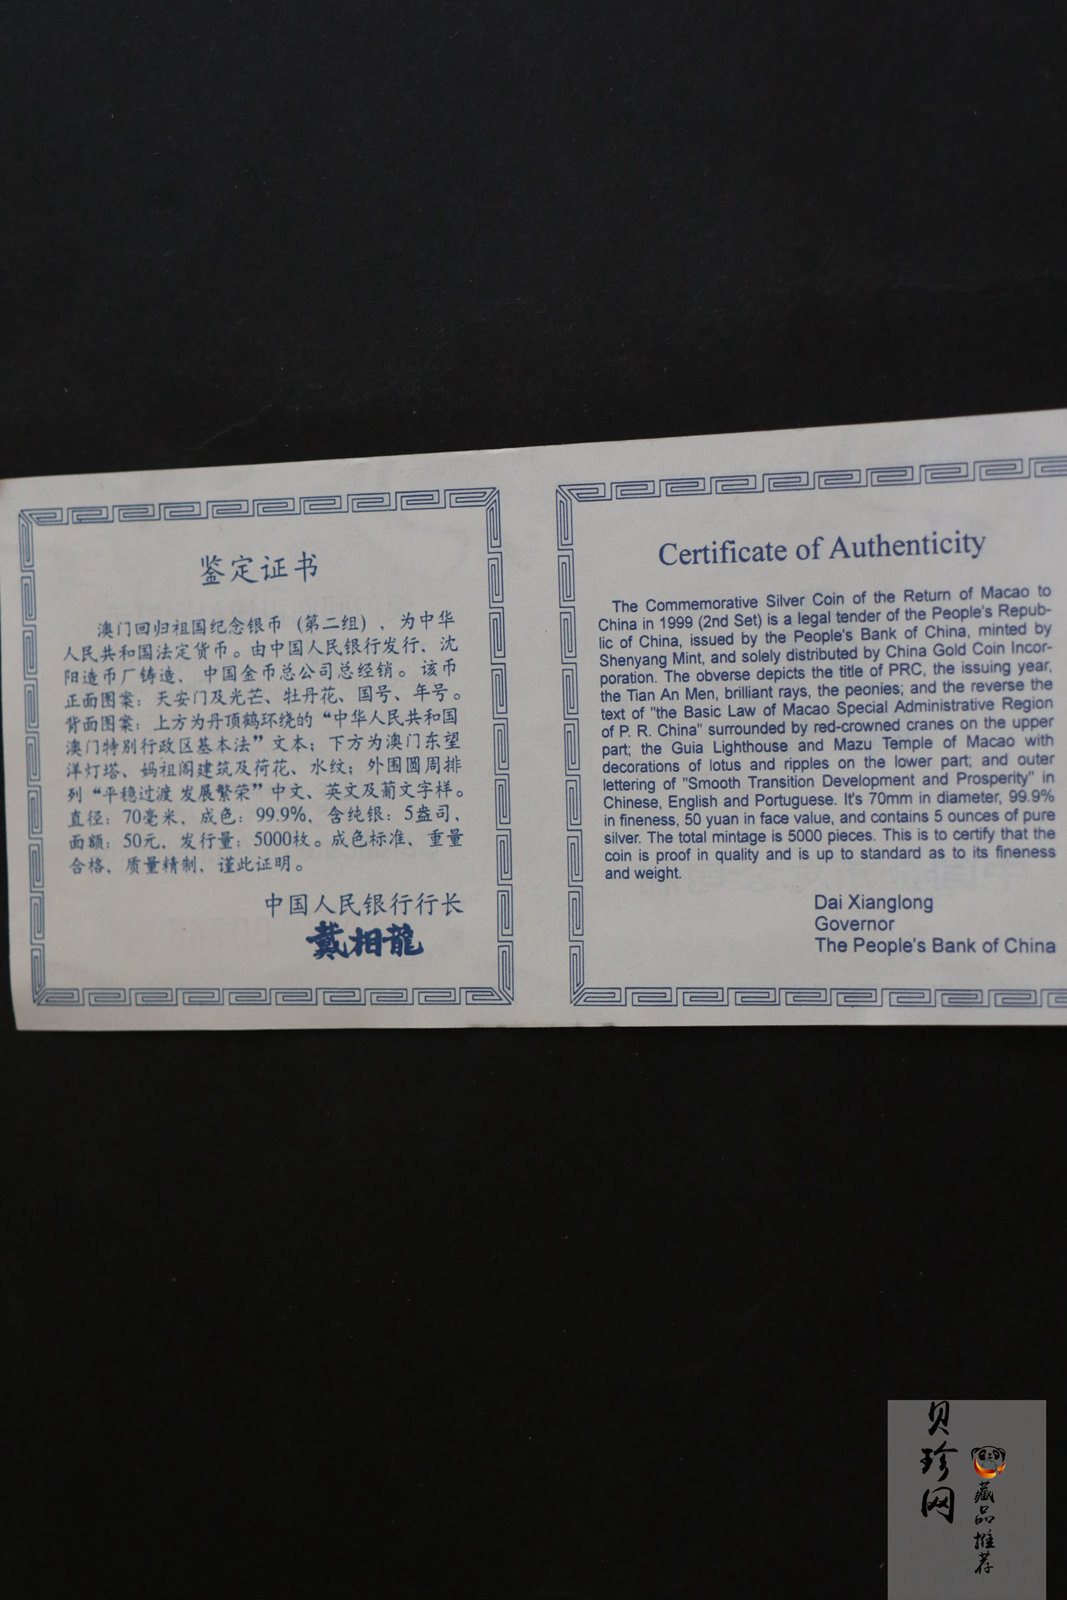 鉴定证书
澳门回归祖国纪念银币（第二组），为中华
人民共和国法定货币。由中国人民银行发行、沈
阳造币厂铸造，中国金币总公司总经销。该币
正面图案：天安门及光芒、牡丹花、国号、年号。
背面图案：上方为丹顶鹤环绕的“中华人民共和国
澳门特别行政区基本法”文本；下方为澳门东望
洋灯塔、妈祖阁建筑及荷花、水纹；外围圆周排
列“平稳过渡 发展繁荣”中文、英文及葡文字样。
直径：70毫米、成色：99.9%、含纯银：5盎司、
面额：50元、发行量：5000枚。成色标准、重量
合格、质量精制，谨此证明。
中国人民银行行长
戴相龍
Certificate of Authenticity
The Commemorative Silver Coin of the Return of Macao to
China in 1999 (2nd Set) is a legal tender of the People's Repub-
lic of China, issued by the People's Bank of China, minted by
Shenyang Mint, and solely distributed by China Gold Coin Incor-
poration. The obverse depicts the title of PRC, the issuing year,
the Tian An Men, brilliant rays, the peonies; and the reverse the
text of "the Basic Law of Macao Special Administrative Region
of P. R. China" surrounded by red-crowned cranes on the upper
part; the Guia Lighthouse and Mazu Temple of Macao with
decorations of lotus and ripples on the lower part; and outer
lettering of "Smooth Transition Development and Prosperity" in
Chinese, English and Portuguese. It's 70mm in diameter, 99.9%
in fineness, 50 yuan in face value, and contains 5 ounces of pure
silver. The total mintage is 5000 pieces. This is to certify that the
coin is proof in quality and is up to standard as to its fineness
and weight.
Dai Xianglong
Governor
The People's Bank of China
贝珍网
藏品推荐